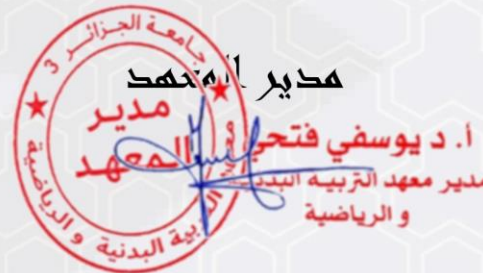 مدير المعهد
جامعة الجزائر 3
مدير
المعهد
التربية البدنية و الرياضية
أ. د يوسفي فتحي
مدير معهد التربية البدنية
و الرياضية